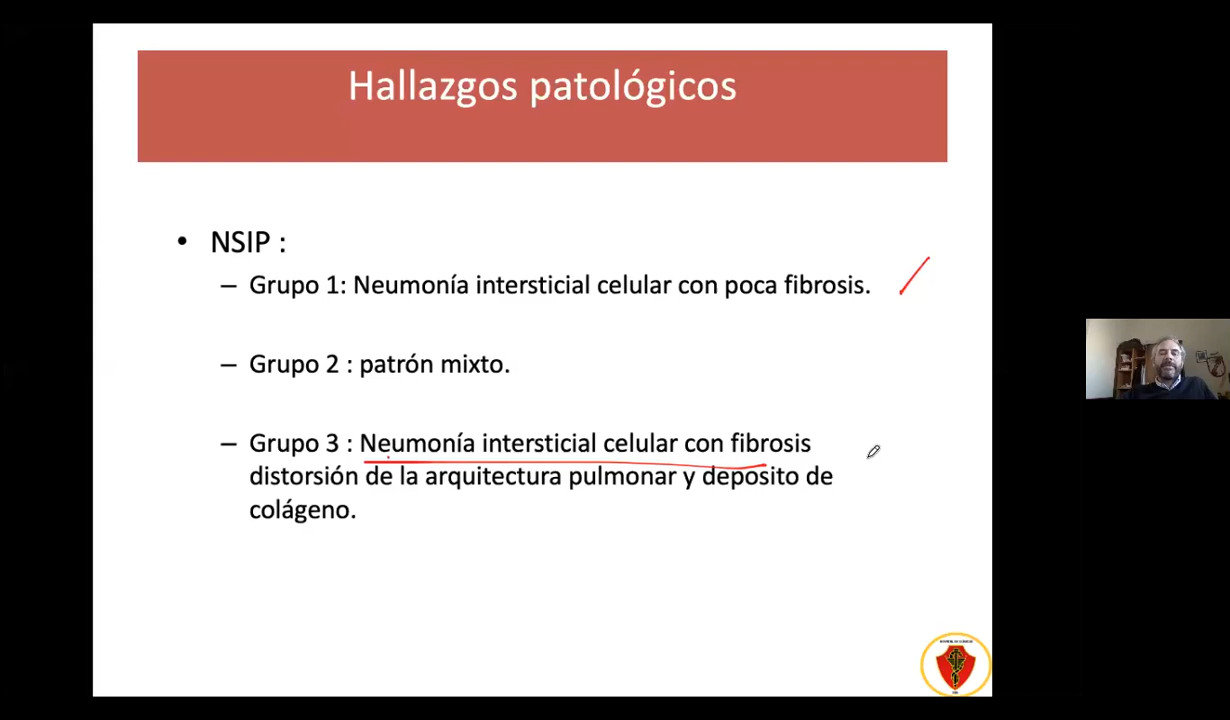 Hallazgos patológicos
• NSIP :
– Grupo 1: Neumonía intersticial celular con poca fibrosis.
– Grupo 2 : patrón mixto.
– Grupo 3 : Neumonía intersticial celular con fibrosis
distorsión de la arquitectura pulmonar y deposito de
colágeno.